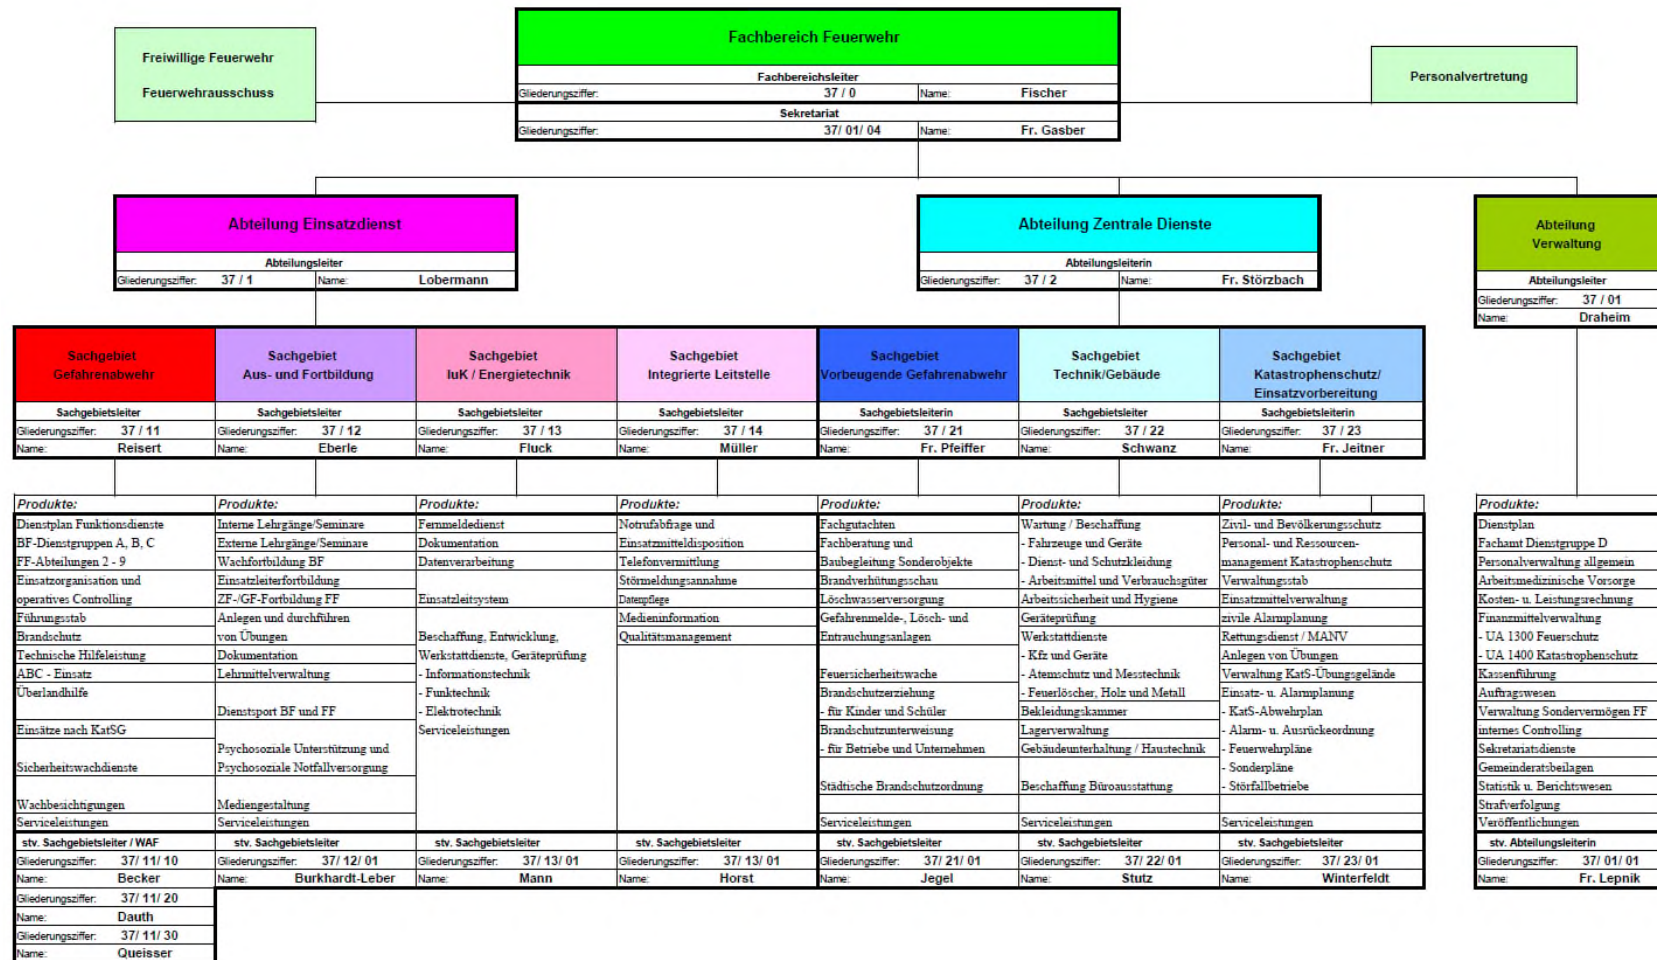 Freiwillige Feuerwehr
Feuerwehrausschuss
Fachbereich Feuerwehr
Fachbereichsleiter
Gliederungsziffer: 37 / 0 Name: Fischer
Sekretariat
Gliederungsziffer: 37/ 01/ 04 Name: Fr. Gasber
Personalvertretung
Abteilung Einsatzdienst
Abteilungsleiter
Gliederungsziffer: 37 / 1 Name: Lobermann
Abteilung Zentrale Dienste
Abteilungsleiterin
Gliederungsziffer: 37 / 2 Name: Fr. Störzbach
Abteilung
Verwaltung
Abteilungsleiter
Gliederungsziffer: 37 / 01
Name: Draheim
Sachgebiet
Gefahrenabwehr
Sachgebietsleiter
Gliederungsziffer: 37 / 11
Name: Reisert
Sachgebiet
Aus- und Fortbildung
Sachgebietsleiter
Gliederungsziffer: 37 / 12
Name: Eberle
Sachgebiet
IuK / Energietechnik
Sachgebietsleiter
Gliederungsziffer: 37 / 13
Name: Fluck
Sachgebiet
Integrierte Leitstelle
Sachgebietsleiter
Gliederungsziffer: 37 / 14
Name: Müller
Sachgebiet
Vorbeugende Gefahrenabwehr
Sachgebietsleiterin
Gliederungsziffer: 37 / 21
Name: Fr. Pfeiffer
Sachgebiet
Technik/Gebäude
Sachgebietsleiter
Gliederungsziffer: 37 / 22
Name: Schwanz
Sachgebiet
Katastrophenschutz/
Einsatzvorbereitung
Sachgebietsleiterin
Gliederungsziffer: 37 / 23
Name: Fr. Jeitner
Produkte:
Dienstplan Funktionsdienste
BF-Dienstgruppen A, B, C
FF-Abteilungen 2 - 9
Einsatzorganisation und
operatives Controlling
Führungsstab
Brandschutz
Technische Hilfeleistung
ABC - Einsatz
Überlandhilfe
Einsätze nach KatSG
Sicherheitswachdienste
Wachbesichtigungen
Serviceleistungen
stv. Sachgebietsleiter / WAF
Gliederungsziffer: 37/ 11/ 10
Name: Becker
Gliederungsziffer: 37/ 11/ 20
Name: Dauth
Gliederungsziffer: 37/ 11/ 30
Name: Queisser
Produkte:
Interne Lehrgänge/Seminare
Externe Lehrgänge/Seminare
Wachfortbildung BF
Einsatzleiterfortbildung
ZF-/GF-Fortbildung FF
Anlegen und durchführen
von Übungen
Dokumentation
Lehrmittelverwaltung
Dienstsport BF und FF
Psychosoziale Unterstützung und
Psychosoziale Notfallversorgung
Mediengestaltung
Serviceleistungen
stv. Sachgebietsleiter
Gliederungsziffer: 37/ 12/ 01
Name: Burkhardt-Leber
Produkte:
Fernmeldedienst
Dokumentation
Datenverarbeitung
Einsatzleitsystem
Beschaffung, Entwicklung,
Werkstattdienste, Geräteprüfung
- Informationstechnik
- Funktechnik
- Elektrotechnik
Serviceleistungen
stv. Sachgebietsleiter
Gliederungsziffer: 37/ 13/ 01
Name: Mann
Produkte:
Notrufabfrage und
Einsatzmitteldisposition
Telefonvermittlung
Störmeldungsannahme
Datenpflege
Medieninformation
Qualitätsmanagement
stv. Sachgebietsleiter
Gliederungsziffer: 37/ 13/ 01
Name: Horst
Produkte:
Fachgutachten
Fachberatung und
Baubegleitung Sonderobjekte
Brandverhütungsschau
Löschwasserversorgung
Gefahrenmelde-, Lösch- und
Entrauchungsanlagen
Feuersicherheitswache
Brandschutzerziehung
- für Kinder und Schüler
Brandschutzunterweisung
- für Betriebe und Unternehmen
Städtische Brandschutzordnung
Serviceleistungen
stv. Sachgebietsleiter
Gliederungsziffer: 37/ 21/ 01
Name: Jegel
Produkte:
Wartung / Beschaffung
- Fahrzeuge und Geräte
- Dienst- und Schutzkleidung
- Arbeitsmittel und Verbrauchsgüter
Arbeitssicherheit und Hygiene
Geräteprüfung
Werkstattdienste
- Kfz und Geräte
- Atemschutz und Messtechnik
- Feuerlöscher, Holz und Metall
Bekleidungskammer
Lagerverwaltung
Gebäudeunterhaltung / Haustechnik
Beschaffung Büroausstattung
Serviceleistungen
stv. Sachgebietsleiter
Gliederungsziffer: 37/ 22/ 01
Name: Stutz
Produkte:
Zivil- und Bevölkerungsschutz
Personal- und Ressourcen-
management Katastrophenschutz
Verwaltungsstab
Einsatzmittelverwaltung
zivile Alarmplanung
Rettungsdienst / MANV
Anlegen von Übungen
Verwaltung KatS-Übungsgelände
Einsatz- u. Alarmplanung
- KatS-Abwehrplan
- Alarm- u. Ausrückeordnung
- Feuerwehrpläne
- Sonderpläne
- Störfallbetriebe
Serviceleistungen
stv. Sachgebietsleiter
Gliederungsziffer: 37/ 23/ 01
Name: Winterfeldt
Produkte:
Dienstplan
Fachamt Dienstgruppe D
Personalverwaltung allgemein
Arbeitsmedizinische Vorsorge
Kosten- u. Leistungsrechnung
Finanzmittelverwaltung
- UA 1300 Feuerschutz
- UA 1400 Katastrophenschutz
Kassenführung
Auftragswesen
Verwaltung Sondervermögen FF
internes Controlling
Sekretariatsdienste
Gemeinderatsbeilagen
Statistik u. Berichtswesen
Strafverfolgung
Veröffentlichungen
stv. Abteilungsleiterin
Gliederungsziffer: 37/ 01/ 01
Name: Fr. Lepnik